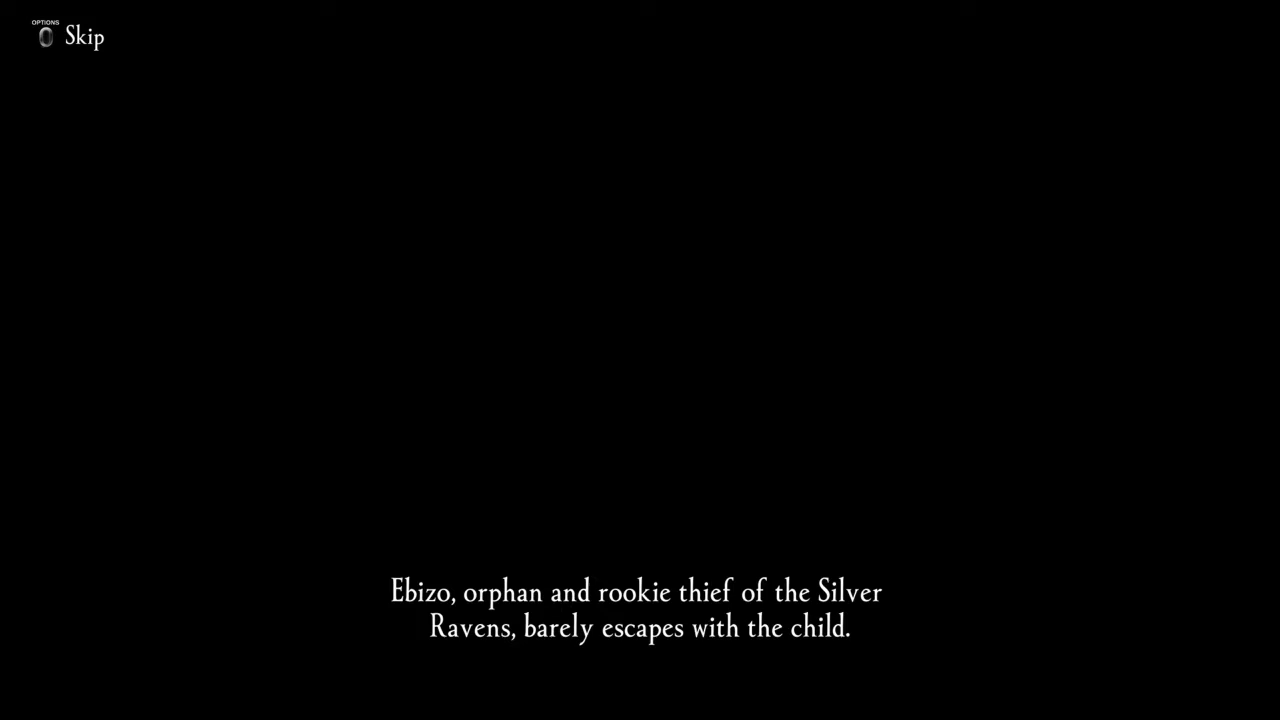 OPTIONS
Skip
Ebizo, orphan and rookie thief of the Silver
Ravens, barely escapes with the child.